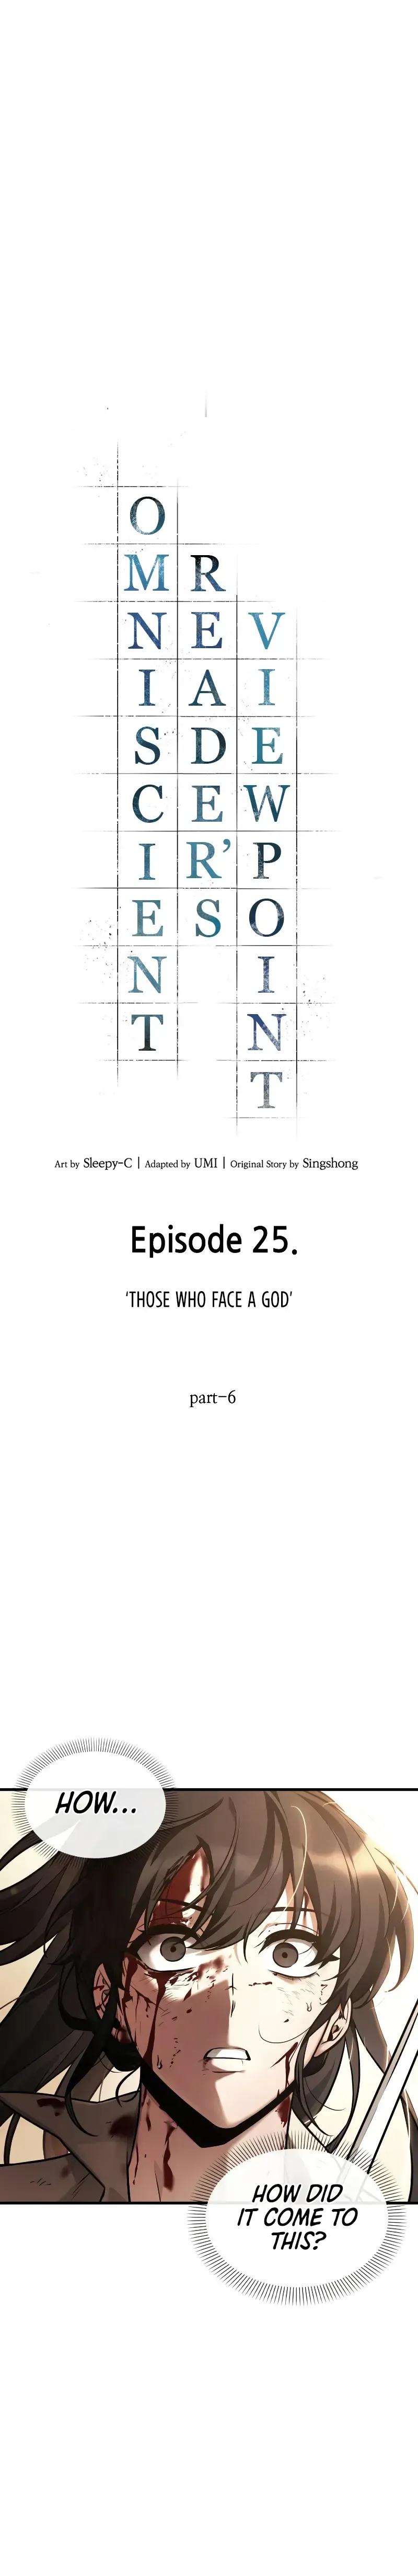 OMNISCIENT
READER'S
VIEWPOINT
Art by Sleepy-C | Adapted by UMI | Original Story by Singshong
Episode 25.
'THOSE WHO FACE A GOD'
part-6
HOW...
HOW DID
IT COME TO
THIS?